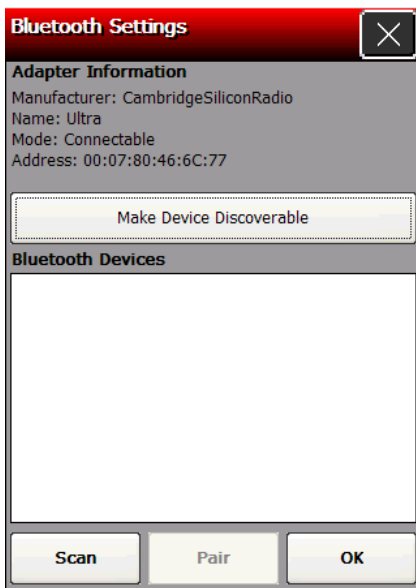 Bluetooth Settings
Adapter Information
Manufacturer: CambridgeSiliconRadio
Name: Ultra
Mode: Connectable
Address: 00:07:80:46:6C:77
Make Device Discoverable
Bluetooth Devices
Scan
Pair
OK